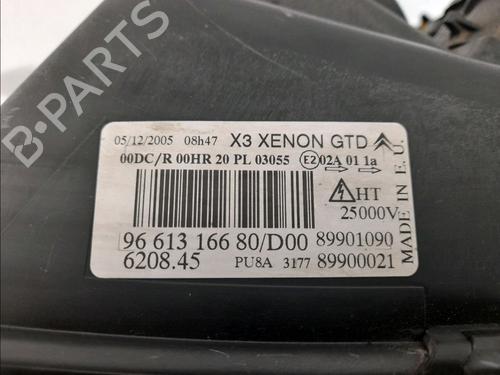 B-PARTS
05/12/2005 08h47 X3 XENON GTD
00DC/R 00HR 20 PL 03055 E2 02A 01 1a
HT
25000V
96 613 166 80/D00 89901090
6208.45 PU8A 3177 89900021
MADE IN E.U.